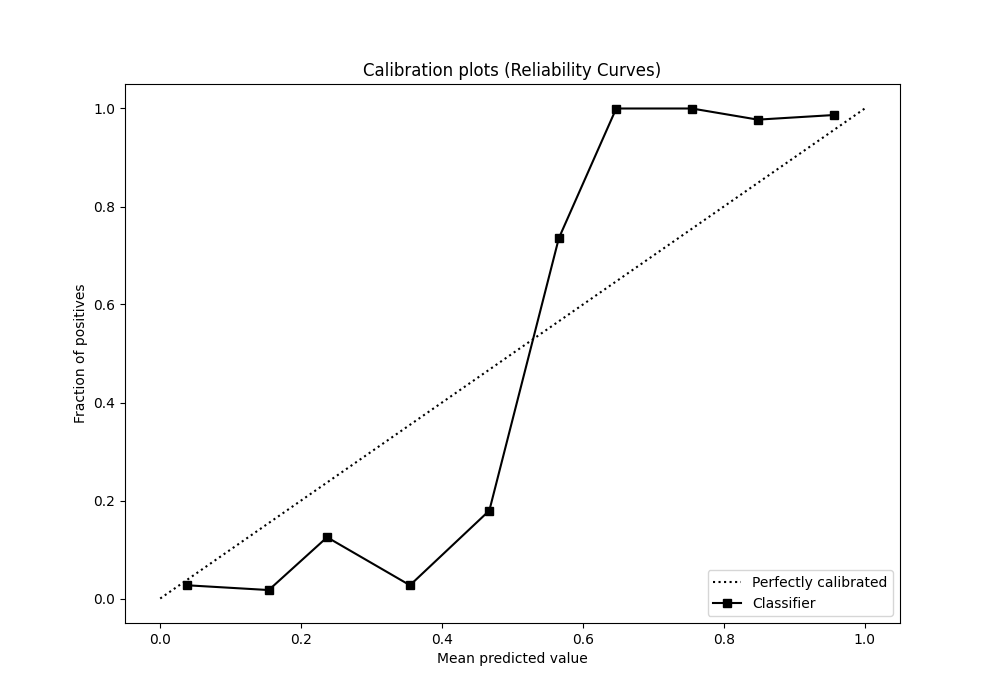 Calibration plots (Reliability Curves)
1.0
0.8
0.6
0.4
0.2
0.0
Fraction of positives
0.0 0.2 0.4 0.6 0.8 1.0
Mean predicted value
Perfectly calibrated
Classifier